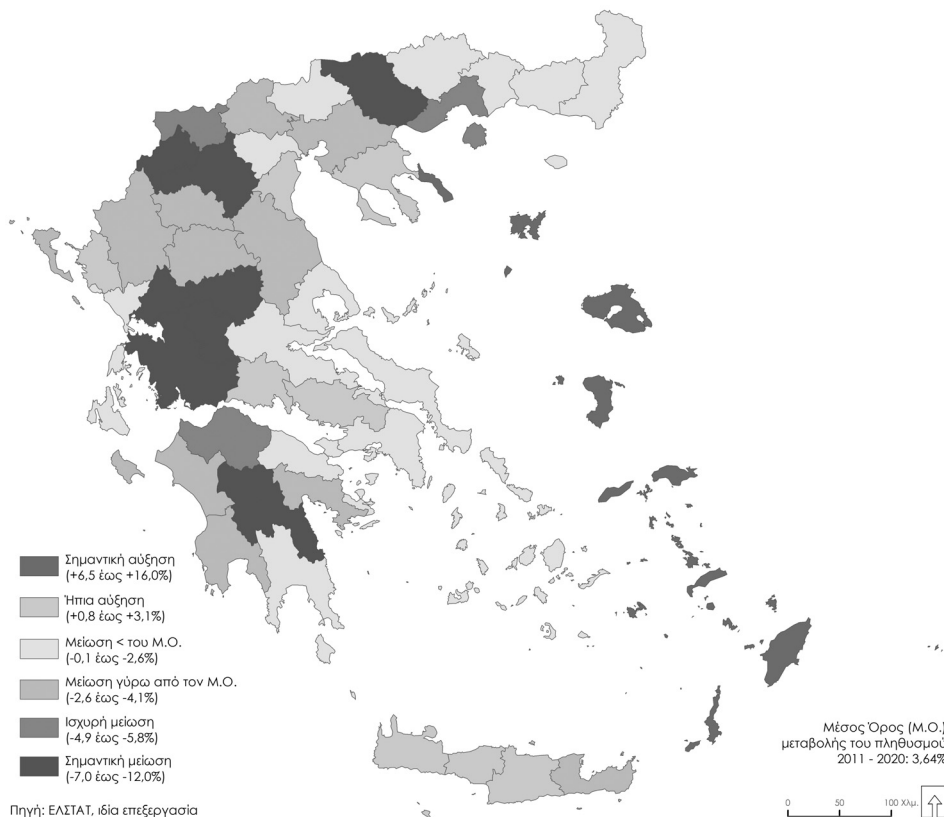 Σημαντική αύξηση
(+6,5 έως +16,0%)
Ήπια αύξηση
(+0,8 έως +3,1%)
Μείωση < του Μ.Ο.
(-0,1 έως -2,6%)
Μείωση γύρω από τον Μ.Ο.
(-2,6 έως -4,1%)
Ισχυρή μείωση
(-4,9 έως -5,8%)
Σημαντική μείωση
(-7,0 έως -12,0%)
Πηγή: ΕΛΣΤΑΤ, ιδία επεξεργασία
Μέσος Όρος (Μ.Ο.)
μεταβολής του πληθυσμού
2011 - 2020: 3,64%
0 50 100 Χλμ.